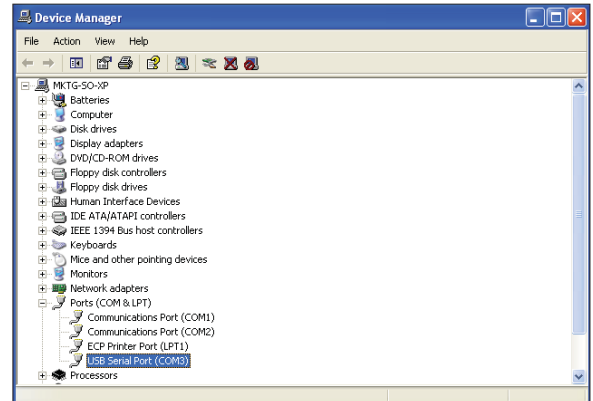 Device Manager
File Action View Help
MKTG-SO-XP
Batteries
Computer
Disk drives
Display adapters
DVD/CD-ROM drives
Floppy disk controllers
Floppy disk drives
Human Interface Devices
IDE ATA/ATAPI controllers
IEEE 1394 Bus host controllers
Keyboards
Mice and other pointing devices
Monitors
Network adapters
Ports (COM & LPT)
Communications Port (COM1)
Communications Port (COM2)
ECP Printer Port (LPT1)
USB Serial Port (COM3)
Processors